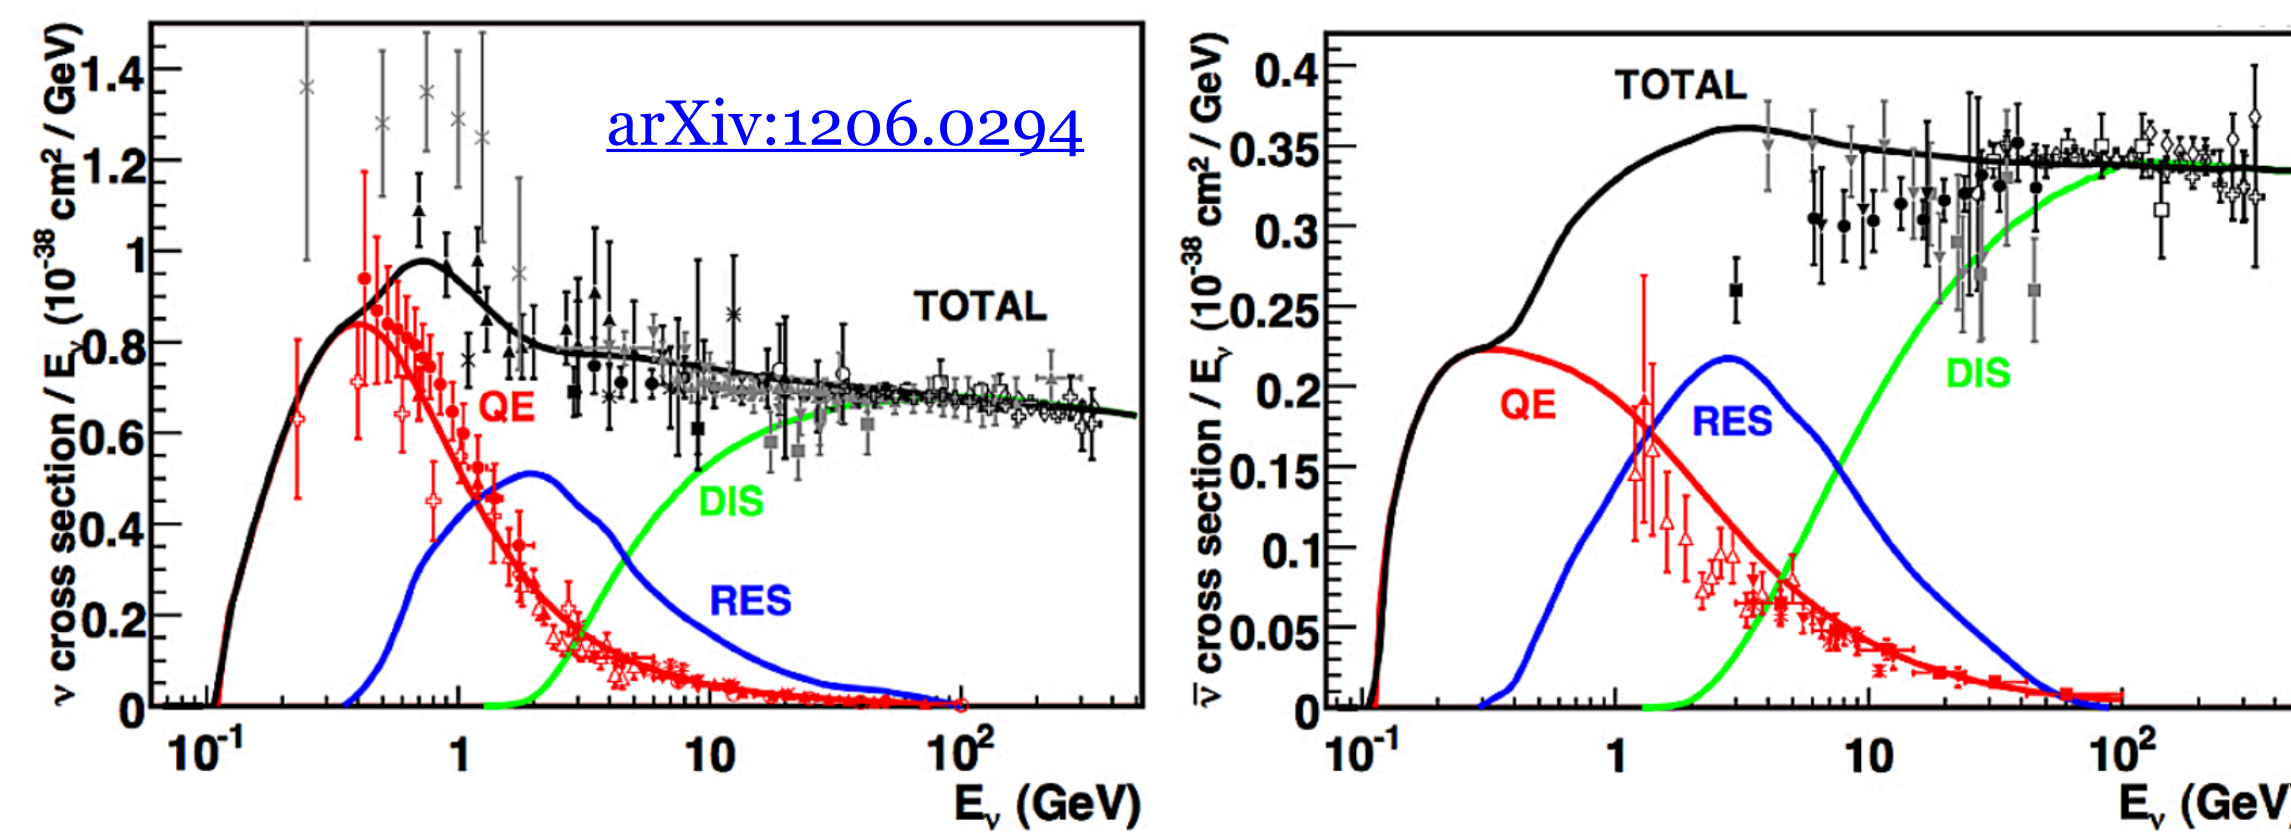 ν cross section / Eν (10⁻³⁸ cm² / GeV)
1.4
1.2
1
0.8
0.6
0.4
0.2
0
arXiv:1206.0294
TOTAL
QE
DIS
RES
10⁻¹
1
10
10²
Eν (GeV)
ν̅ cross section / Eν (10⁻³⁸ cm² / GeV)
0.4
0.35
0.3
0.25
0.2
0.15
0.1
0.05
0
TOTAL
QE
RES
DIS
10⁻¹
1
10
10²
Eν (GeV)